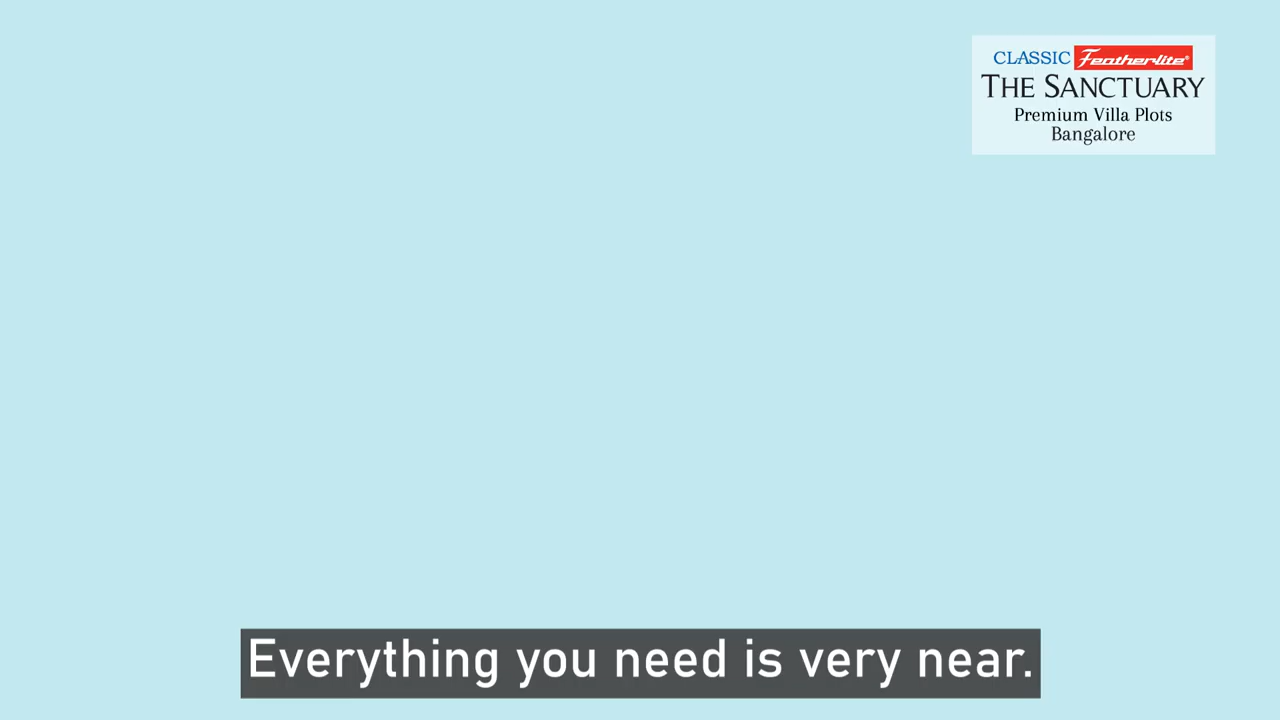 CLASSIC Featherlite®
THE SANCTUARY
Premium Villa Plots
Bangalore
Everything you need is very near.